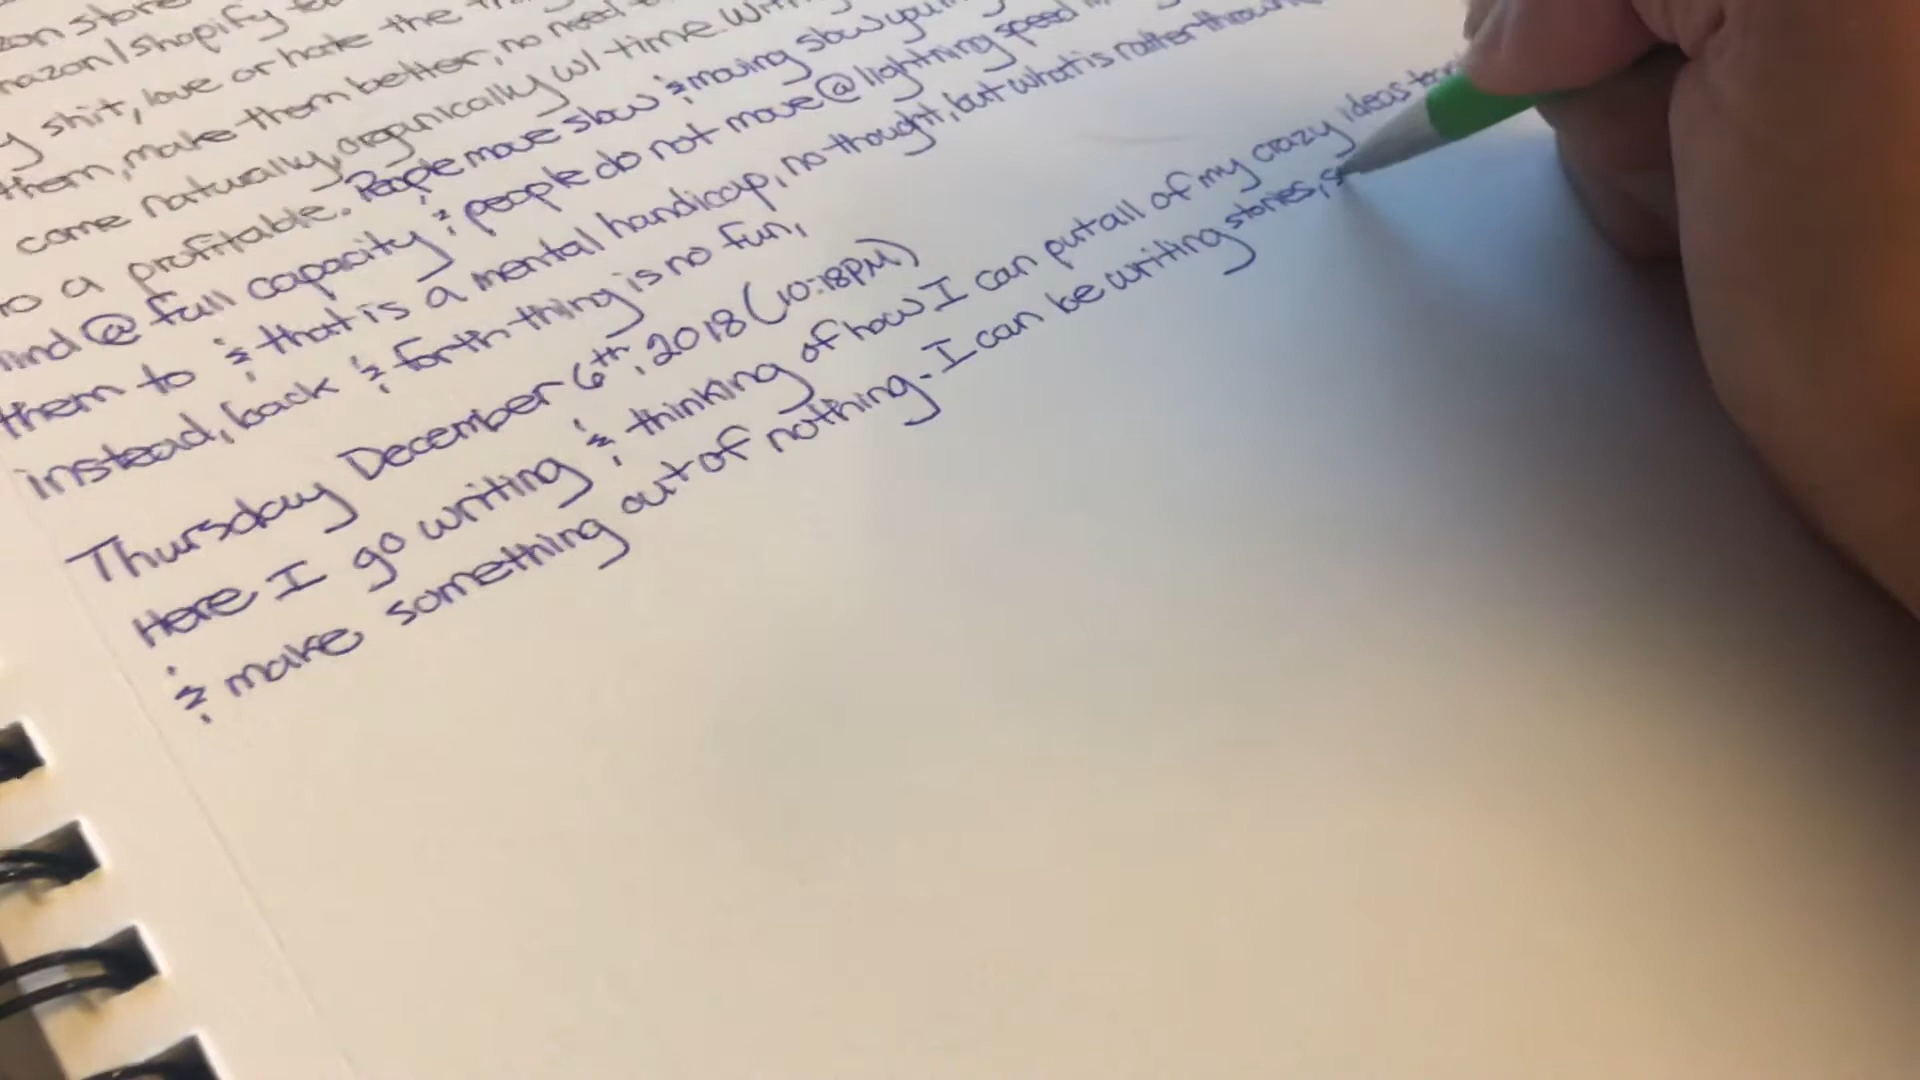 zon store
mazon/shopify
y shit, love or hate the
them, make them better, no need
come naturally, organically w/ time. With
to a profitable. People move slow & moving slow your
mind @ full capacity & people do not move @ lightning speed
them to & that is a mental handicap, no thought, but what is rather
instead, back & forth thing is no fun,
Thursday December 6th, 2018 (10:18PM)
Here I go writing & thinking of how I can put all of my crazy ideas
& make something out of nothing. I can be writing stories,